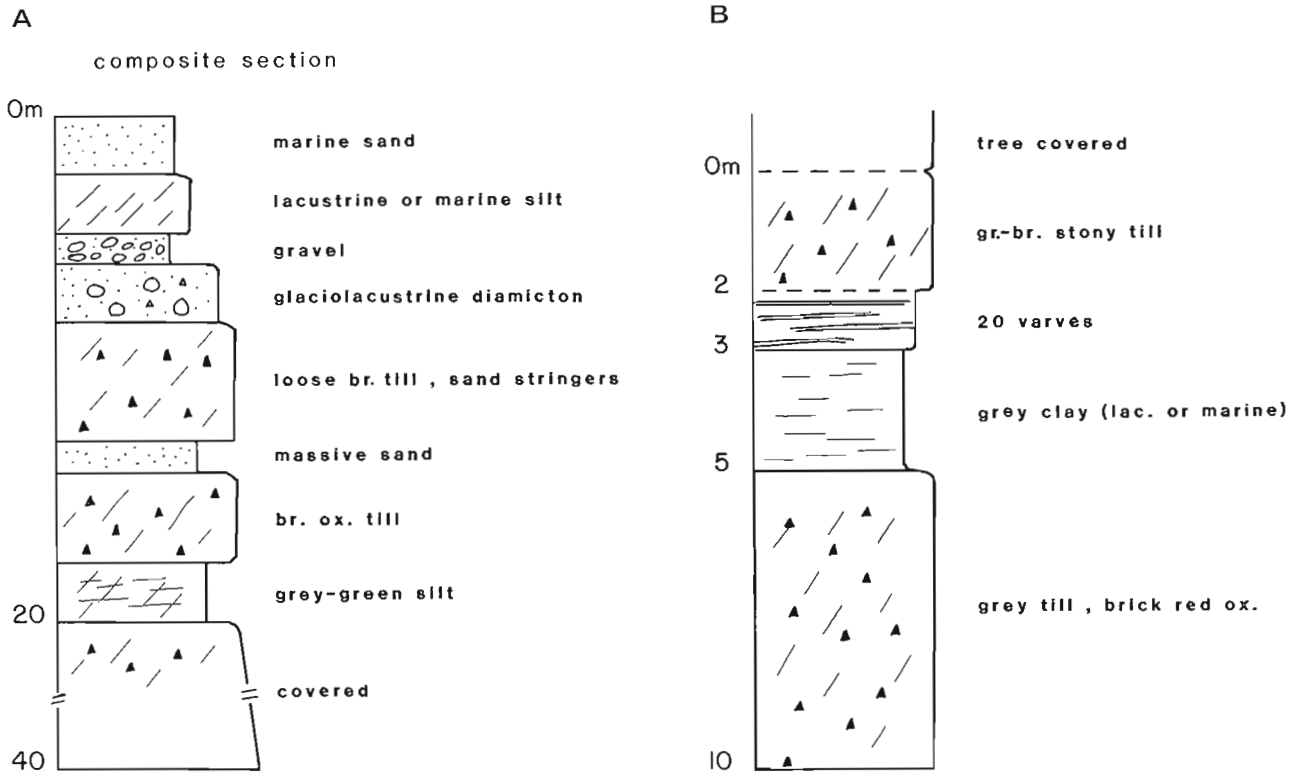 A
composite section
0m
marine sand
lacustrine or marine silt
gravel
glaciolacustrine diamicton
loose br. till , sand stringers
massive sand
br. ox. till
grey-green silt
20
covered
40
B
tree covered
0m
gr.-br. stony till
2
20 varves
3
grey clay (lac. or marine)
5
grey till , brick red ox.
10